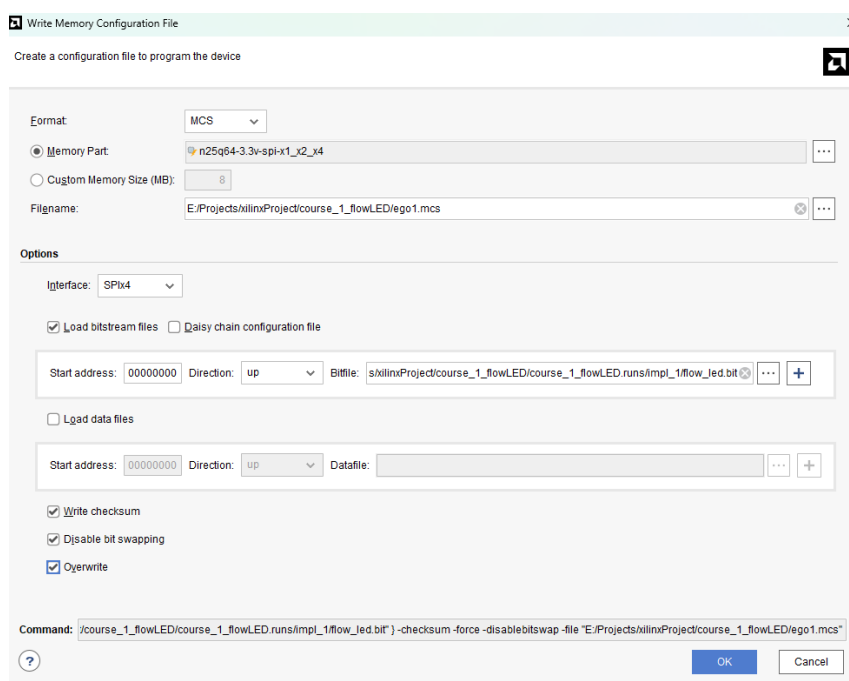 Write Memory Configuration File
Create a configuration file to program the device
Format: MCS
Memory Part: n25q64-3.3v-spi-x1_x2_x4 ...
Custom Memory Size (MB): 8
Filename: E:/Projects/xilinxProject/course_1_flowLED/ego1.mcs ...
Options
Interface: SPIx4
Load bitstream files Daisy chain configuration file
Start address: 00000000 Direction: up Bitfile: s/xilinxProject/course_1_flowLED/course_1_flowLED.runs/impl_1/flow_led.bit ... +
Load data files
Start address: 00000000 Direction: up Datafile: ... +
Write checksum
Disable bit swapping
Overwrite
Command: /course_1_flowLED/course_1_flowLED.runs/impl_1/flow_led.bit" } -checksum -force -disablebitswap -file "E:/Projects/xilinxProject/course_1_flowLED/ego1.mcs"
? OK Cancel